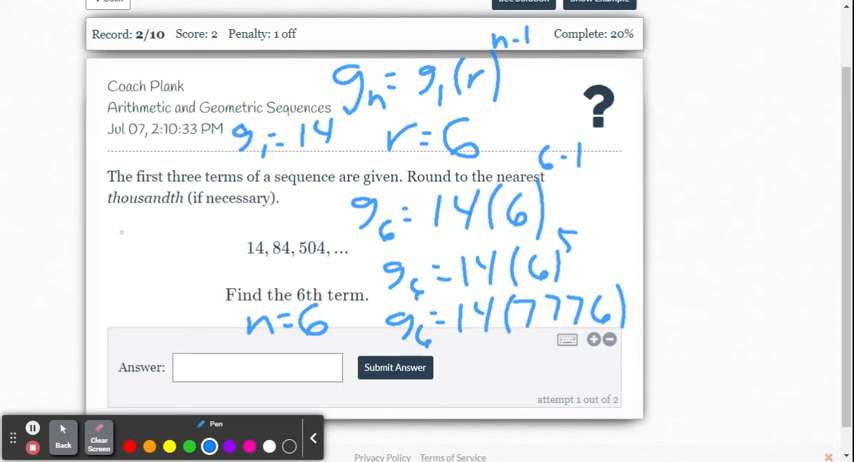 Record: 2/10 Score: 2 Penalty: 1 off Complete: 20%
n-1
gn = g1(r)
Coach Plank
Arithmetic and Geometric Sequences
Jul 07, 2:10:33 PM
?
g1 = 14 r = 6
6-1
The first three terms of a sequence are given. Round to the nearest
thousandth (if necessary).
g6 = 14(6)
5
14, 84, 504, ...
g6 = 14(6)
Find the 6th term.
n = 6
g6 = 14(7776)
Answer:
Submit Answer
attempt 1 out of 2
Pen
Back
Clear
Screen
Privacy Policy Terms of Service